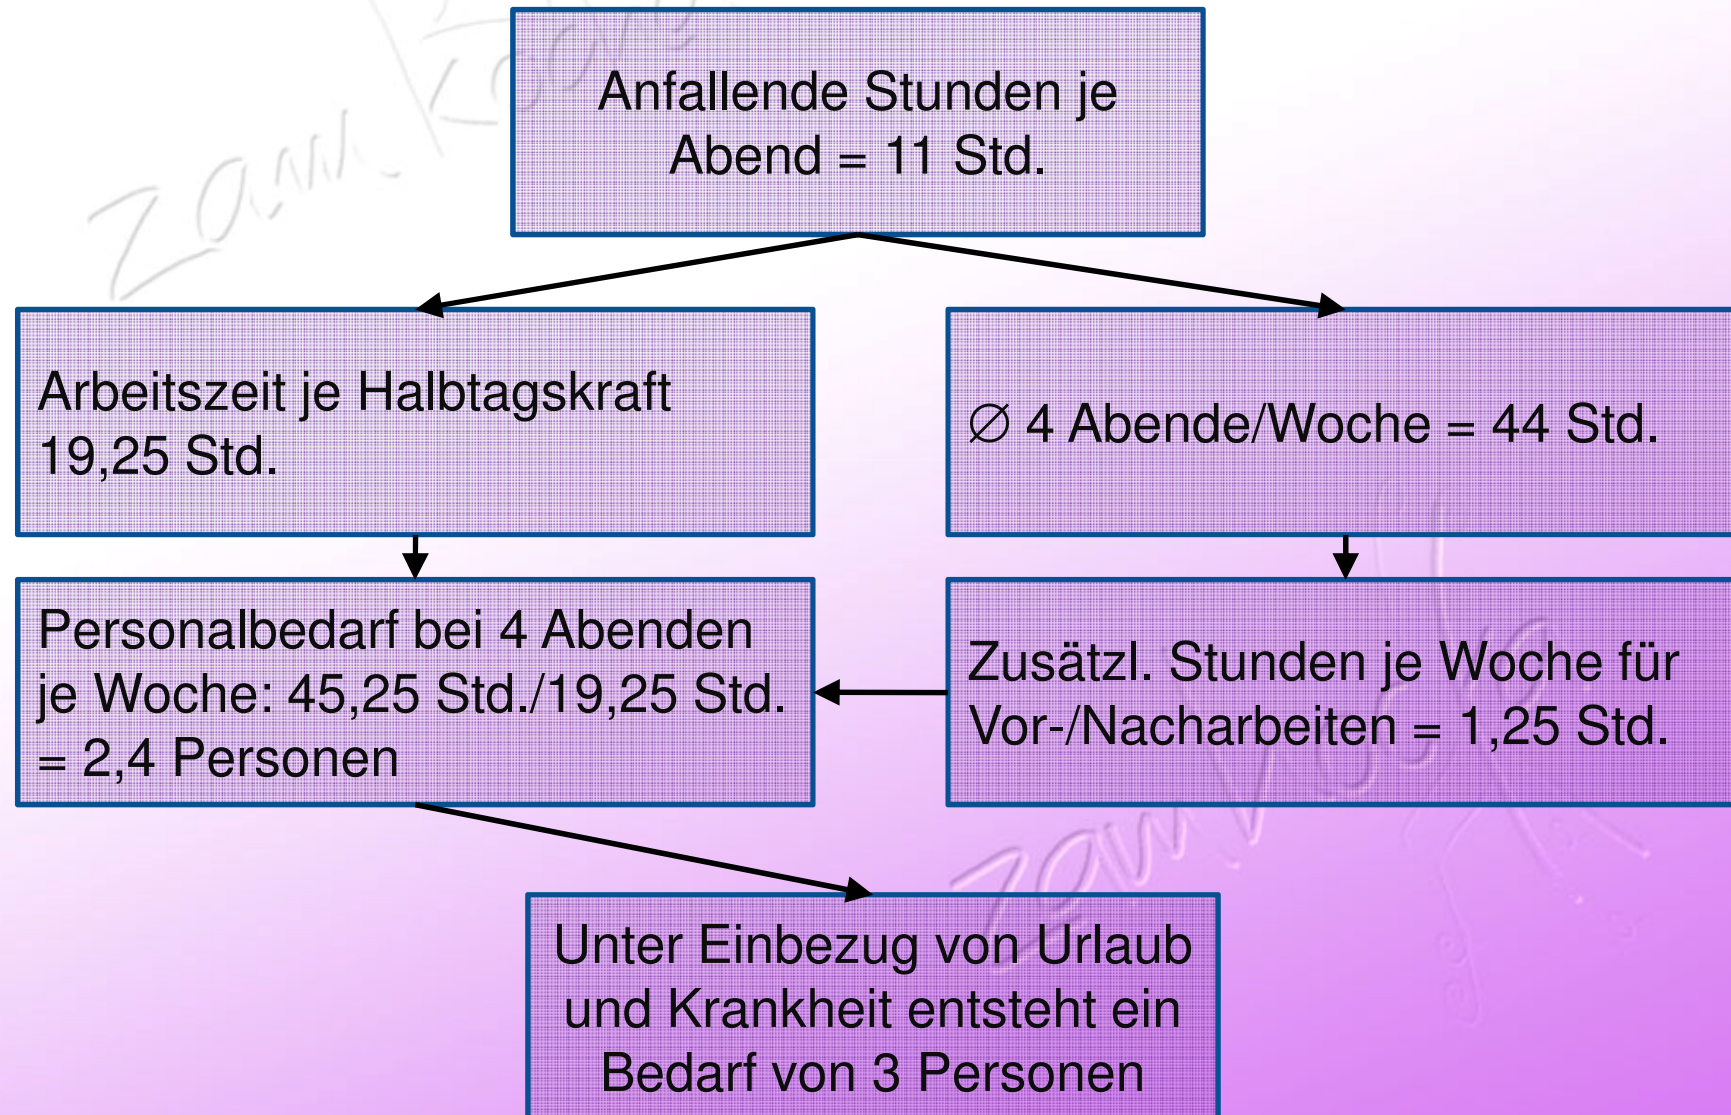 Anfallende Stunden je
Abend = 11 Std.
Arbeitszeit je Halbtagskraft
19,25 Std.
∅ 4 Abende/Woche = 44 Std.
Personalbedarf bei 4 Abenden
je Woche: 45,25 Std./19,25 Std.
= 2,4 Personen
Zusätzl. Stunden je Woche für
Vor-/Nacharbeiten = 1,25 Std.
Unter Einbezug von Urlaub
und Krankheit entsteht ein
Bedarf von 3 Personen